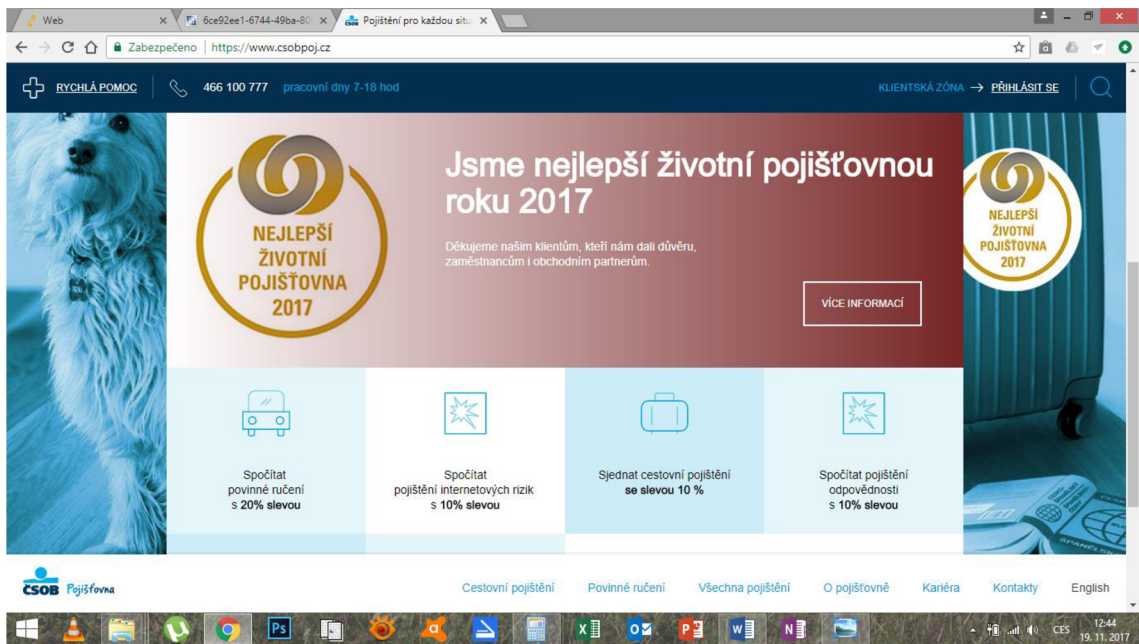 Web
6ce92ee1-6744-49ba-80
Pojištění pro každou situ
Zabezpečeno
https://www.csobpoj.cz
RYCHLÁ POMOC
466 100 777 pracovní dny 7-18 hod
KLIENTSKÁ ZÓNA → PŘIHLÁSIT SE
NEJLEPŠÍ
ŽIVOTNÍ
POJIŠŤOVNA
2017
Jsme nejlepší životní pojišťovnou
roku 2017
Děkujeme našim klientům, kteří nám dali důvěru,
zaměstnancům i obchodním partnerům.
VÍCE INFORMACÍ
NEJLEPŠÍ
ŽIVOTNÍ
POJIŠŤOVNA
2017
Spočítat
povinné ručení
s 20% slevou
Spočítat
pojištění internetových rizik
s 10% slevou
Sjednat cestovní pojištění
se slevou 10 %
Spočítat pojištění
odpovědnosti
s 10% slevou
ČSOB Pojišťovna
Cestovní pojištění
Povinné ručení
Všechna pojištění
O pojišťovně
Kariéra
Kontakty
English
Ps
CES
12:44
19. 11. 2017